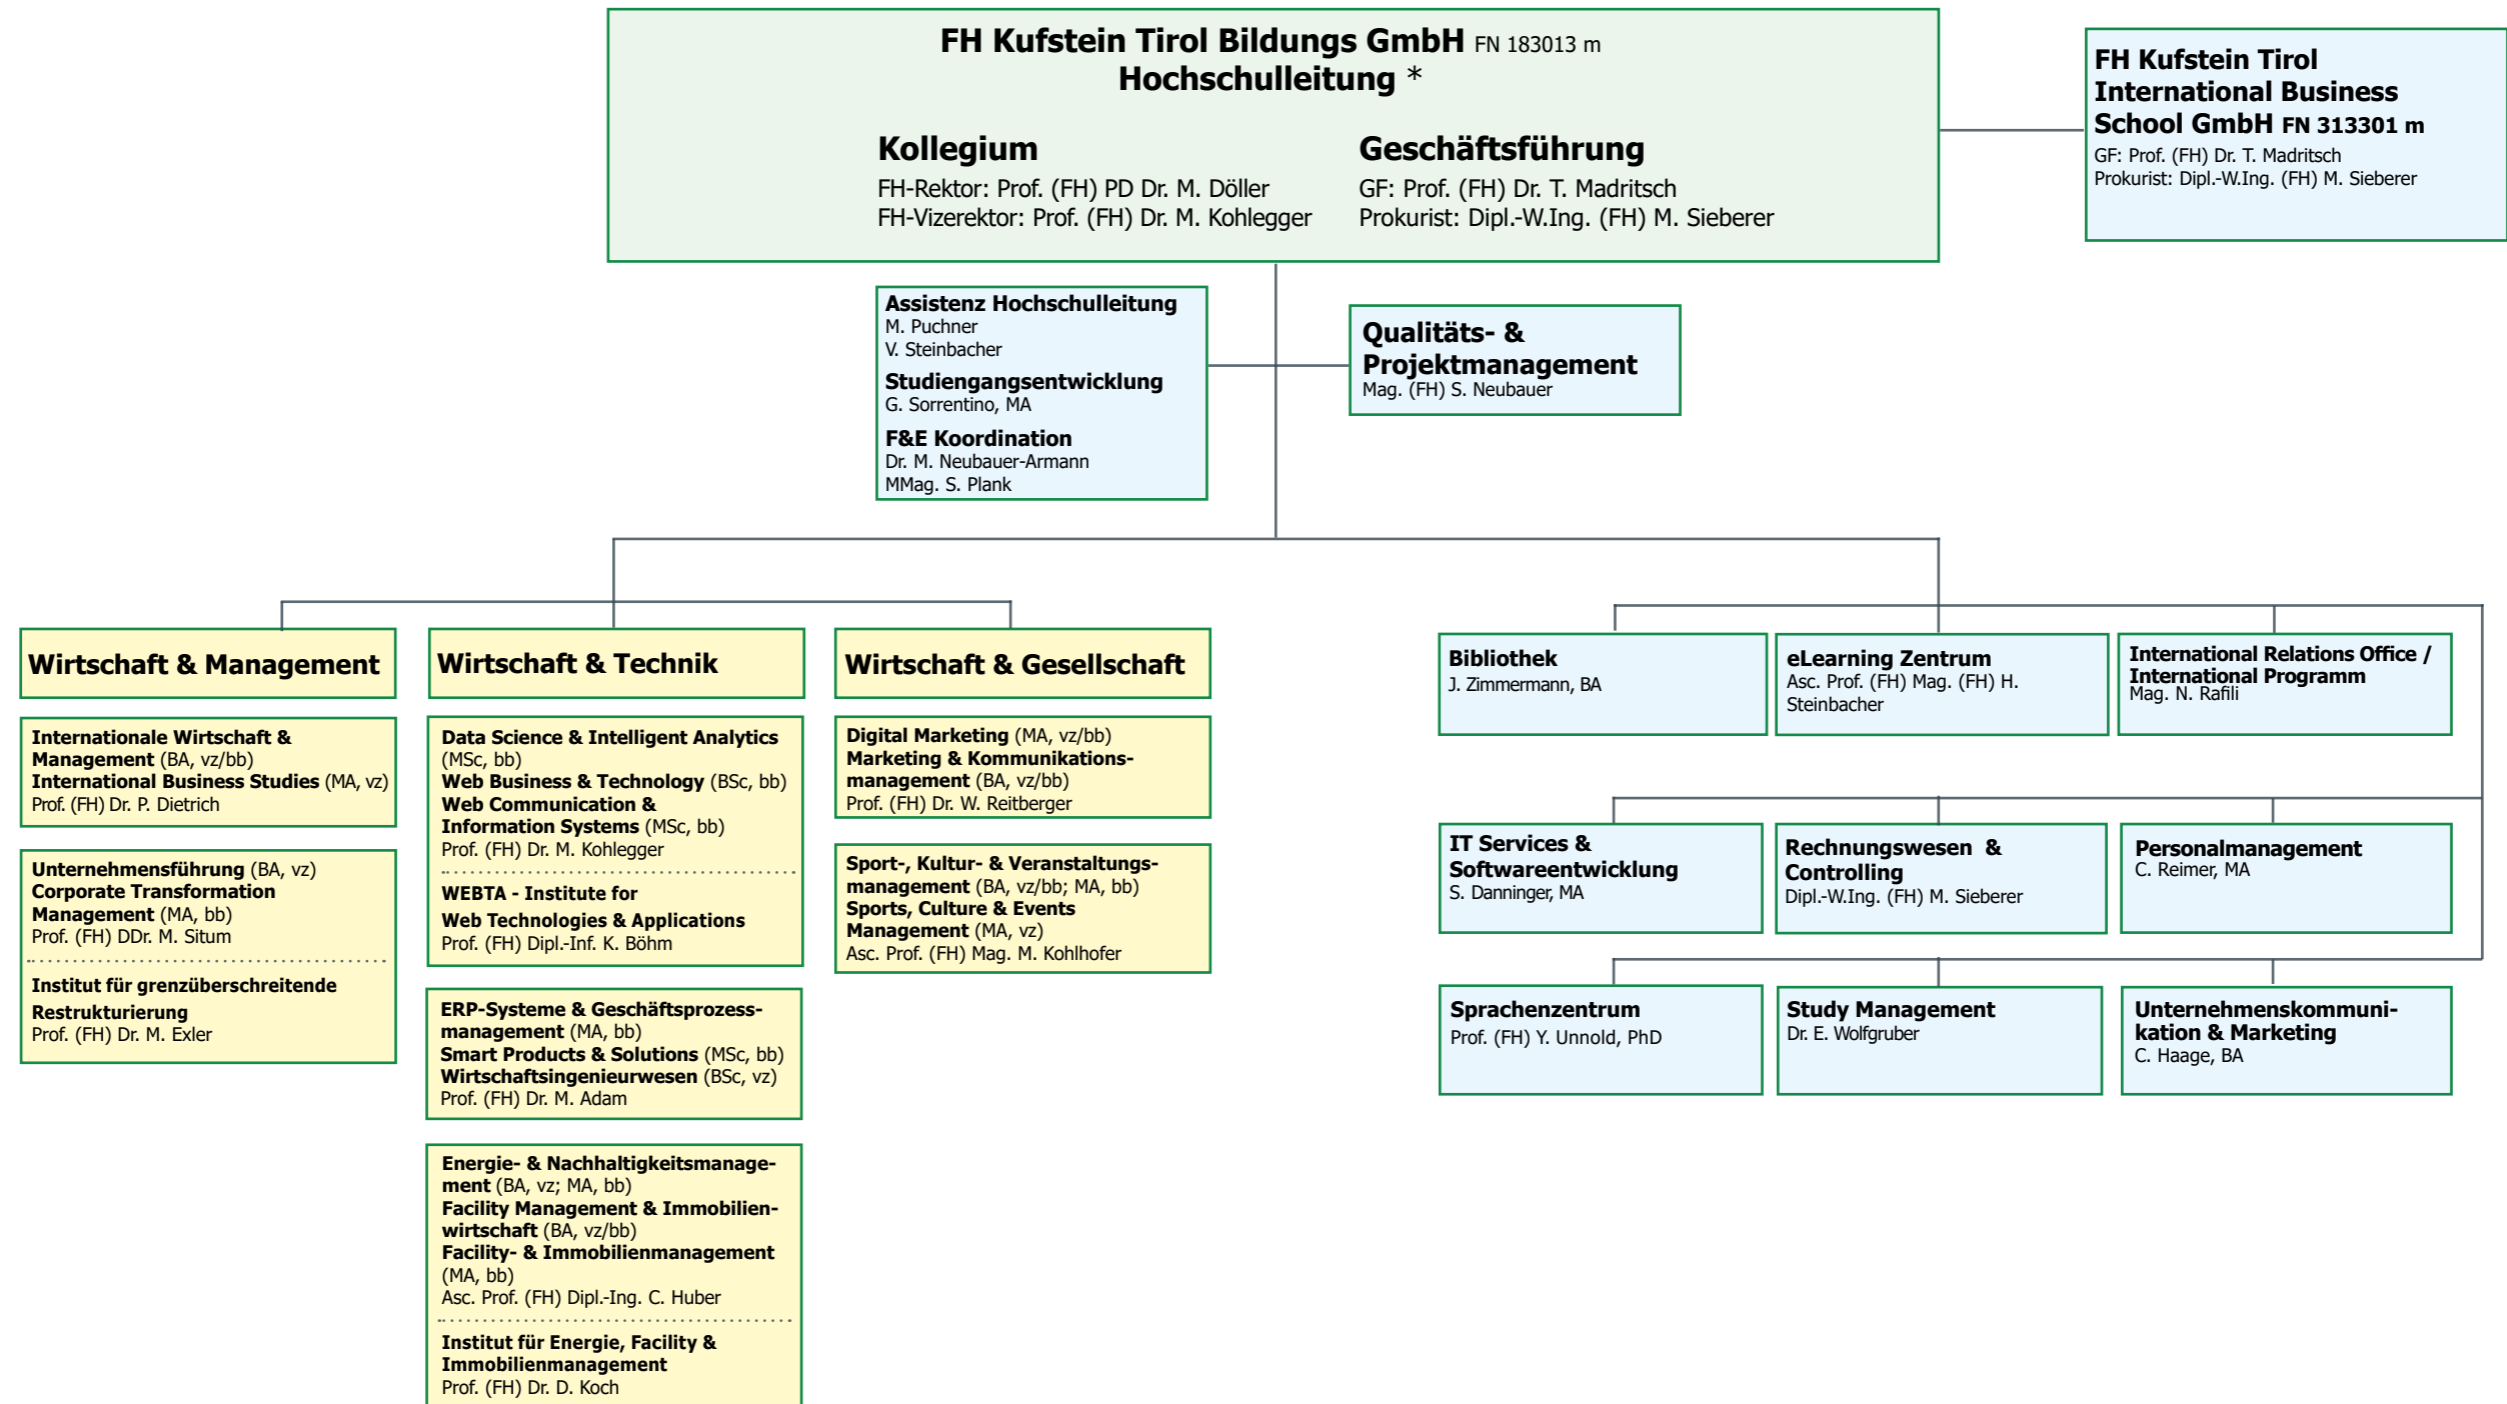 FH Kufstein Tirol Bildungs GmbH FN 183013 m
Hochschulleitung *
Kollegium
FH-Rektor: Prof. (FH) PD Dr. M. Döller
FH-Vizerektor: Prof. (FH) Dr. M. Kohlegger
Geschäftsführung
GF: Prof. (FH) Dr. T. Madritsch
Prokurist: Dipl.-W.Ing. (FH) M. Sieberer
FH Kufstein Tirol
International Business
School GmbH FN 313301 m
GF: Prof. (FH) Dr. T. Madritsch
Prokurist: Dipl.-W.Ing. (FH) M. Sieberer
Assistenz Hochschulleitung
M. Puchner
V. Steinbacher
Studiengangsentwicklung
G. Sorrentino, MA
F&E Koordination
Dr. M. Neubauer-Armann
MMag. S. Plank
Qualitäts- &
Projektmanagement
Mag. (FH) S. Neubauer
Wirtschaft & Management
Internationale Wirtschaft &
Management (BA, vz/bb)
International Business Studies (MA, vz)
Prof. (FH) Dr. P. Dietrich
Unternehmensführung (BA, vz)
Corporate Transformation
Management (MA, bb)
Prof. (FH) DDr. M. Situm
Institut für grenzüberschreitende
Restrukturierung
Prof. (FH) Dr. M. Exler
Wirtschaft & Technik
Data Science & Intelligent Analytics
(MSc, bb)
Web Business & Technology (BSc, bb)
Web Communication &
Information Systems (MSc, bb)
Prof. (FH) Dr. M. Kohlegger
WEBTA - Institute for
Web Technologies & Applications
Prof. (FH) Dipl.-Inf. K. Böhm
ERP-Systeme & Geschäftsprozess-
management (MA, bb)
Smart Products & Solutions (MSc, bb)
Wirtschaftsingenieurwesen (BSc, vz)
Prof. (FH) Dr. M. Adam
Energie- & Nachhaltigkeitsmanage-
ment (BA, vz; MA, bb)
Facility Management & Immobilien-
wirtschaft (BA, vz/bb)
Facility- & Immobilienmanagement
(MA, bb)
Asc. Prof. (FH) Dipl.-Ing. C. Huber
Institut für Energie, Facility &
Immobilienmanagement
Prof. (FH) Dr. D. Koch
Wirtschaft & Gesellschaft
Digital Marketing (MA, vz/bb)
Marketing & Kommunikations-
management (BA, vz/bb)
Prof. (FH) Dr. W. Reitberger
Sport-, Kultur- & Veranstaltungs-
management (BA, vz/bb; MA, bb)
Sports, Culture & Events
Management (MA, vz)
Asc. Prof. (FH) Mag. M. Kohlhofer
Bibliothek
J. Zimmermann, BA
eLearning Zentrum
Asc. Prof. (FH) Mag. (FH) H.
Steinbacher
International Relations Office /
International Programm
Mag. N. Rafili
IT Services &
Softwareentwicklung
S. Danninger, MA
Rechnungswesen &
Controlling
Dipl.-W.Ing. (FH) M. Sieberer
Personalmanagement
C. Reimer, MA
Sprachenzentrum
Prof. (FH) Y. Unnold, PhD
Study Management
Dr. E. Wolfgruber
Unternehmenskommuni-
kation & Marketing
C. Haage, BA